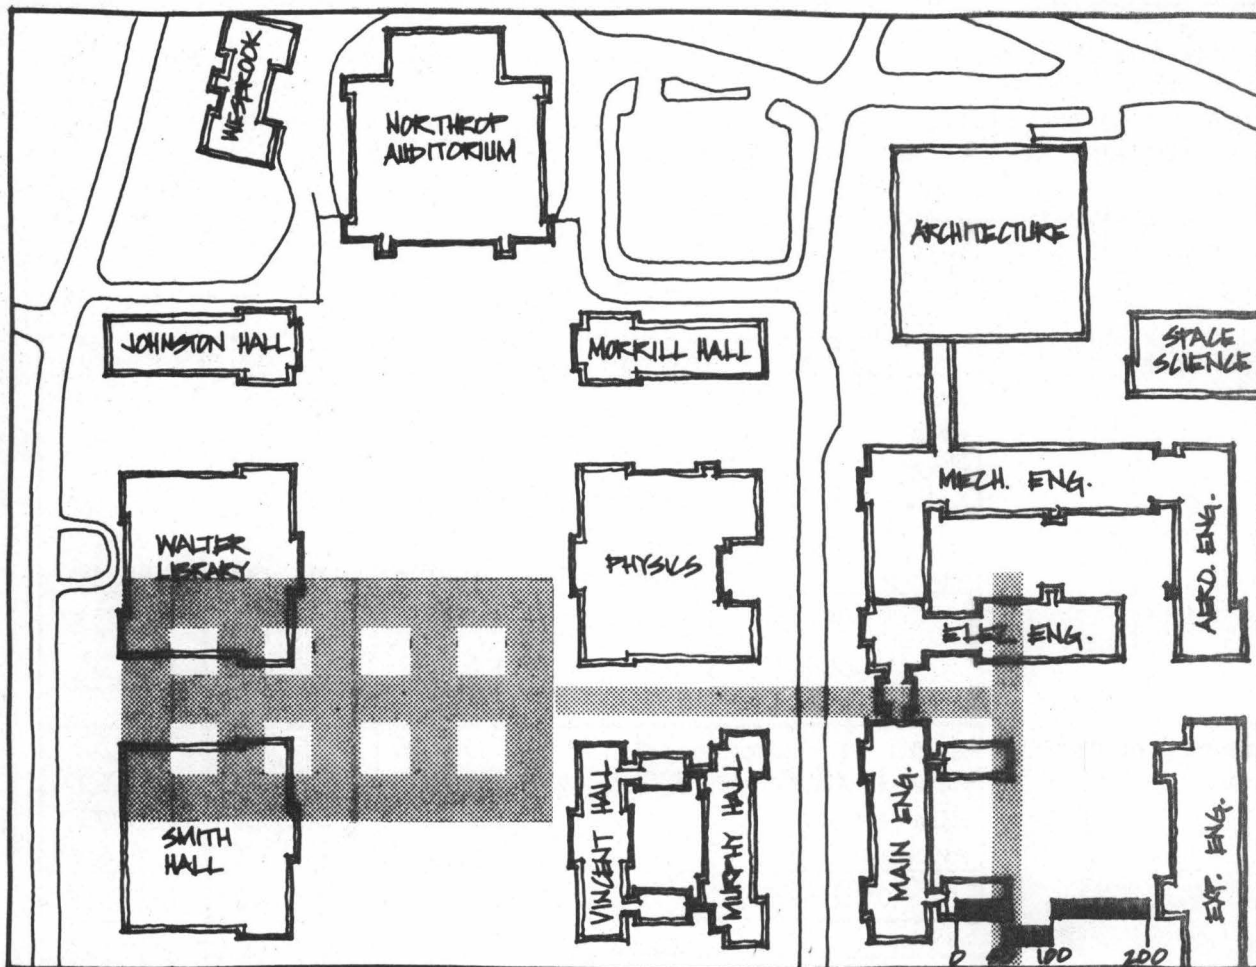 WESBROOK
NORTHROP
AUDITORIUM
ARCHITECTURE
JOHNSTON HALL
MORRILL HALL
SPACE
SCIENCE
MECH. ENG.
WALTER
LIBRARY
PHYSICS
AERO. ENG.
ELEC. ENG.
SMITH
HALL
VINCENT HALL
MURPHY HALL
MAIN ENG.
EXP. ENG.
0 100 200